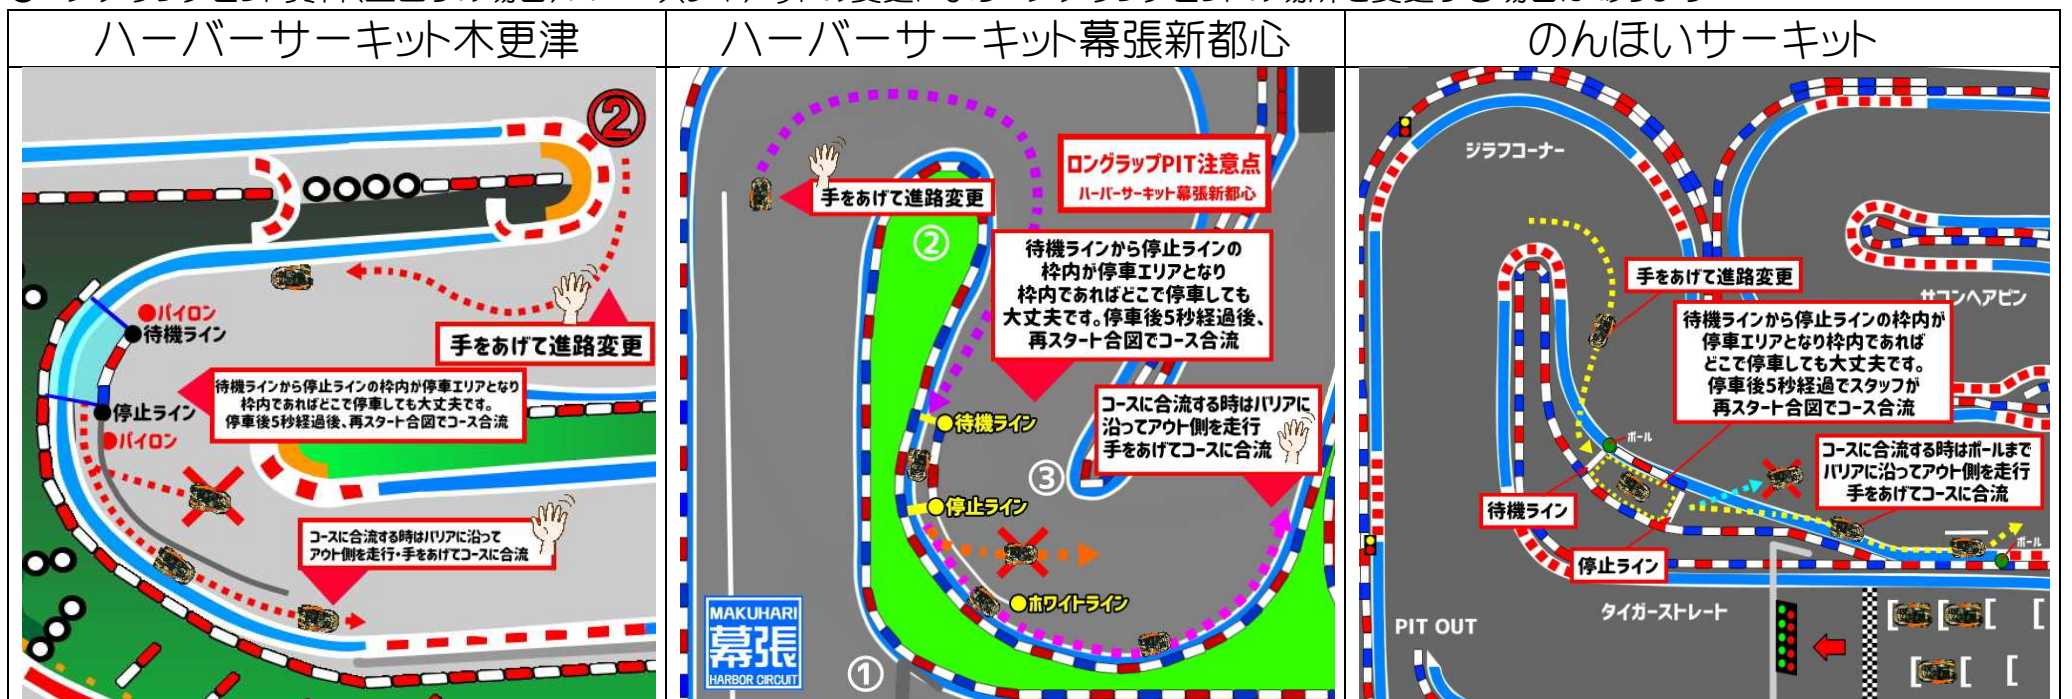 ハーバーサーキット木更津
ハーバーサーキット幕張新都心
のんほいサーキット
②
手をあげて進路変更
●パイロン
●待機ライン
待機ラインから停止ラインの枠内が停車エリアとなり
枠内であればどこで停車しても大丈夫です。
停車後5秒経過後、再スタート合図でコース合流
●停止ライン
●パイロン
コースに合流する時はバリアに沿って
アウト側を走行・手をあげてコースに合流
ロングラップPIT注意点
ハーバーサーキット幕張新都心
手をあげて進路変更
②
待機ラインから停止ラインの
枠内が停車エリアとなり
枠内であればどこで停車しても
大丈夫です。停車後5秒経過後、
再スタート合図でコース合流
コースに合流する時はバリアに
沿ってアウト側を走行
手をあげてコースに合流
●待機ライン
③
●停止ライン
●ホワイトライン
MAKUHARI
幕張
HARBOR CIRCUIT
①
ジラフコーナー
手をあげて進路変更
サコンヘアピン
待機ラインから停止ラインの枠内が
停車エリアとなり枠内であれば
どこで停車しても大丈夫です。
停車後5秒経過でスタッフが
再スタート合図でコース合流
ポール
コースに合流する時はポールまで
バリアに沿ってアウト側を走行
手をあげてコースに合流
待機ライン
ポール
停止ライン
タイガーストレート
PIT OUT